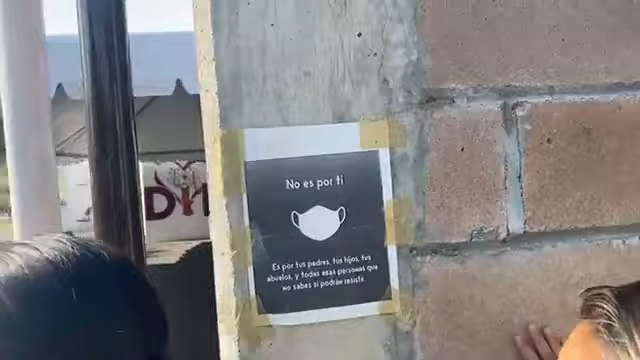 No es por ti
Es por tus padres, tus hijos, tus
abuelos, y todas esas personas que
no sabes si podrán resistir.